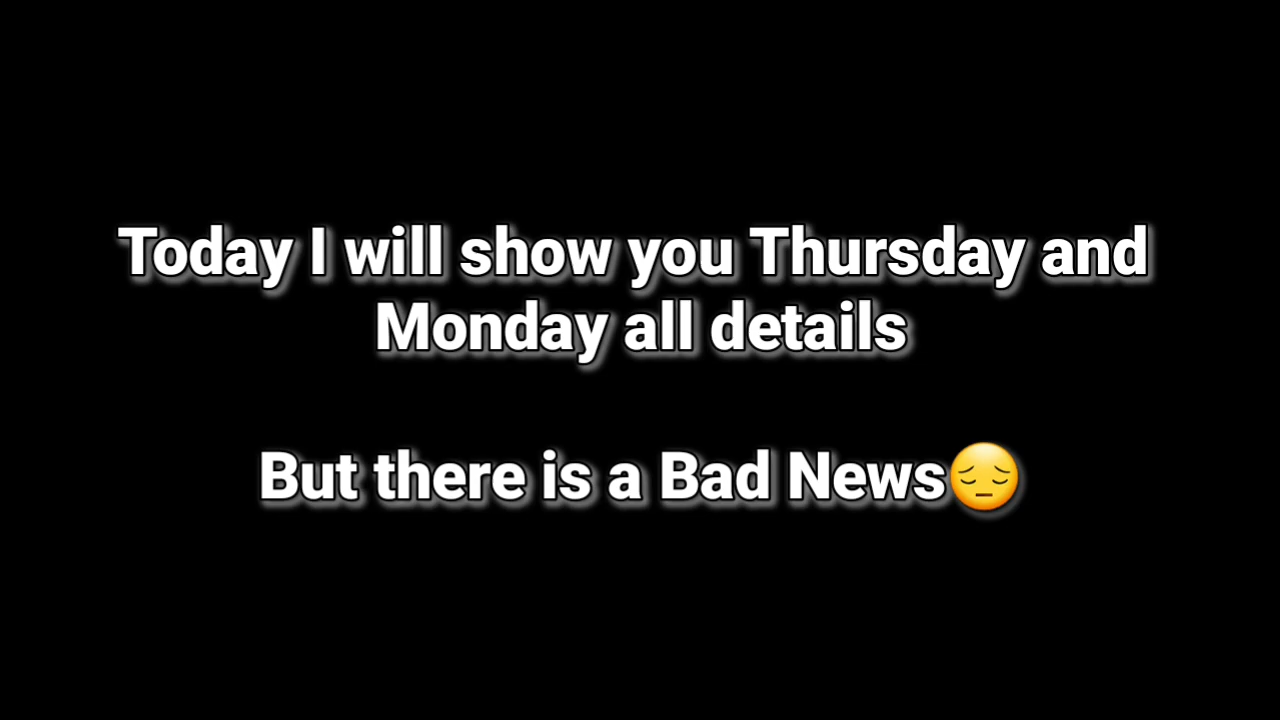 Today I will show you Thursday and
Monday all details
But there is a Bad News😔